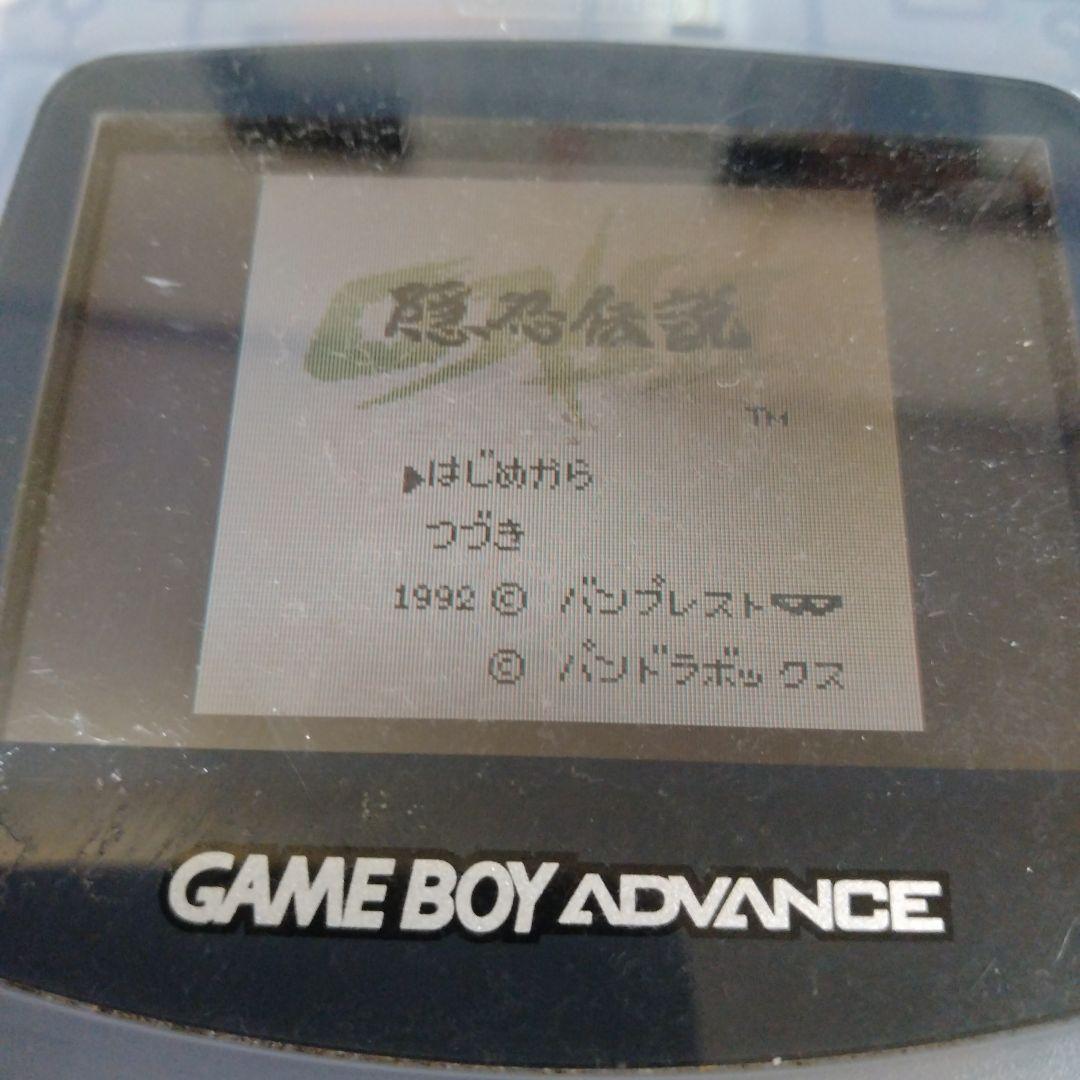 ONI
隠忍伝説
TM
▶はじめから
つづき
1992 © バンプレスト
© パンドラボックス
GAME BOY ADVANCE